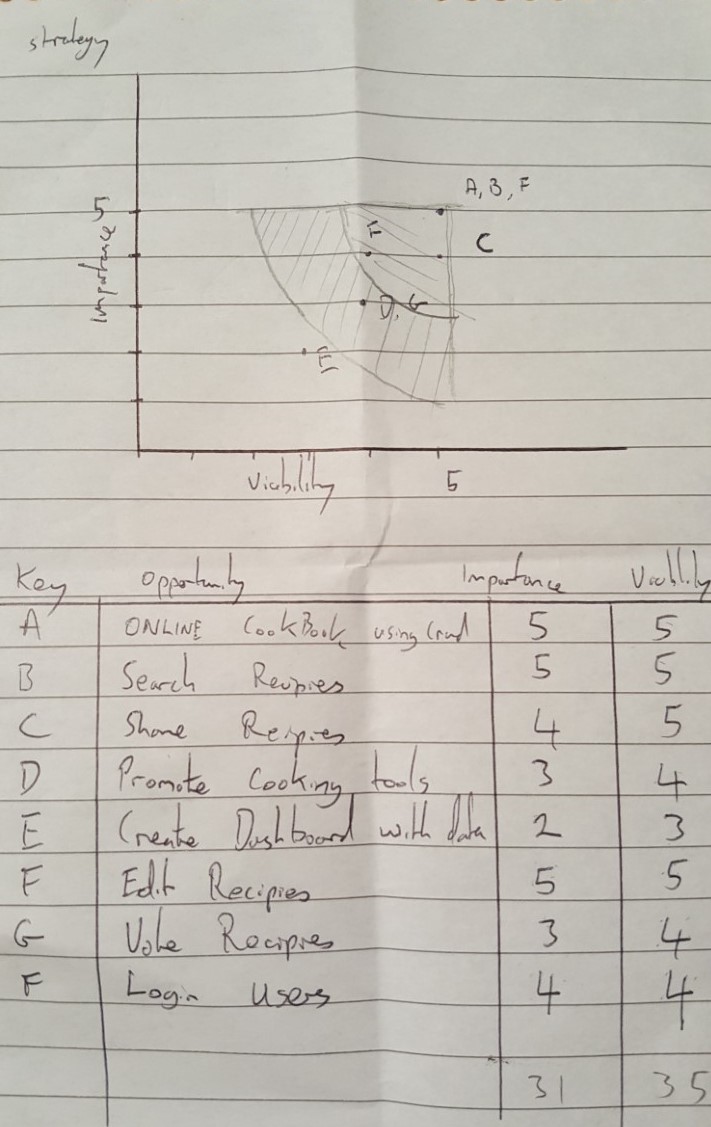 strategy
A, B, F
5
F
C
Importance
D, G
E
Viability
5
Key Opportunity Importance Viability
A ONLINE CookBook using Crud 5 5
B Search Recipies 5 5
C Share Recipies 4 5
D Promote Cooking tools 3 4
E Create Dashboard with data 2 3
F Edit Recipies 5 5
G Vote Recipies 3 4
F Login Users 4 4
31 35